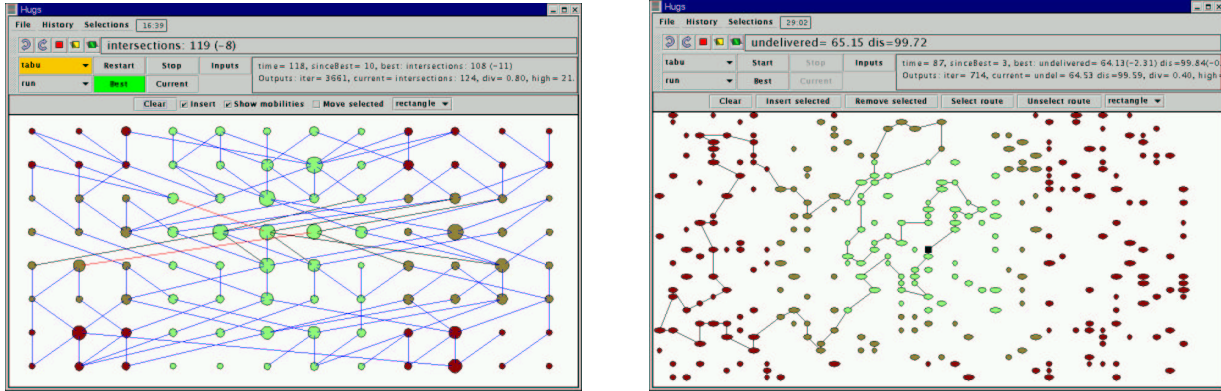 Hugs
File History Selections 16:39
intersections: 119 (-8)
tabu Restart Stop Inputs
run Best Current
time= 118, sinceBest= 10, best: intersections: 108 (-11)
Outputs: iter= 3661, current= intersections: 124, div= 0.80, high= 21.
Clear Insert Show mobilities Move selected rectangle
Hugs
File History Selections 29:02
undelivered= 65.15 dis=99.72
tabu Start Stop Inputs
run Best Current
time= 87, sinceBest= 3, best: undelivered= 64.13(-2.31) dis=99.84(-0.
Outputs: iter= 714, current= undel= 64.53 dis=99.59, div= 0.40, high=
Clear Insert selected Remove selected Select route Unselect route rectangle